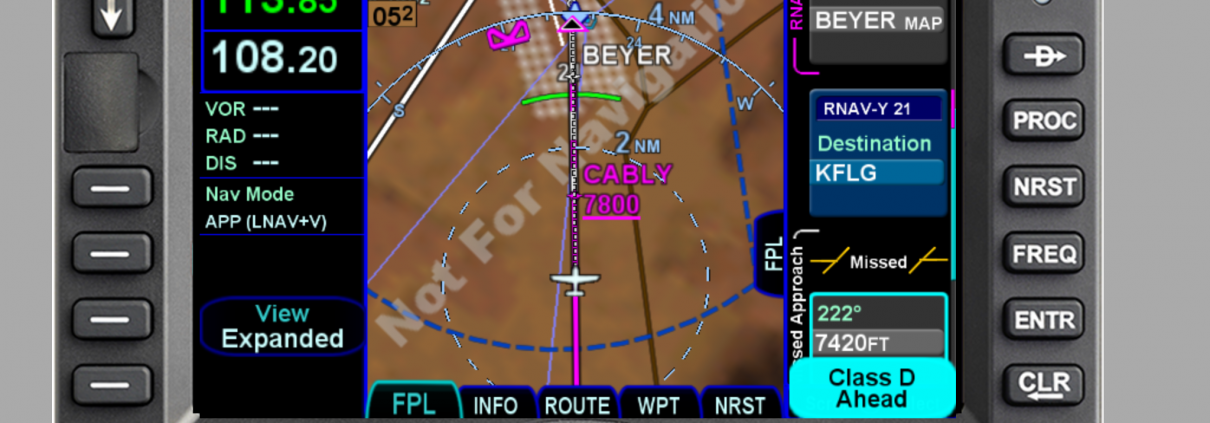 113.85
108.20
VOR ---
RAD ---
DIS ---
Nav Mode
APP (LNAV+V)
View
Expanded
052
4 NM
BEYER
24
S
W
2 NM
CABLY
7800
Not For Navigation
FPL
FPL
INFO
ROUTE
WPT
NRST
BEYER MAP
RNAV-Y 21
Destination
KFLG
Missed
222°
7420FT
Class D
Ahead
PROC
NRST
FREQ
ENTR
CLR